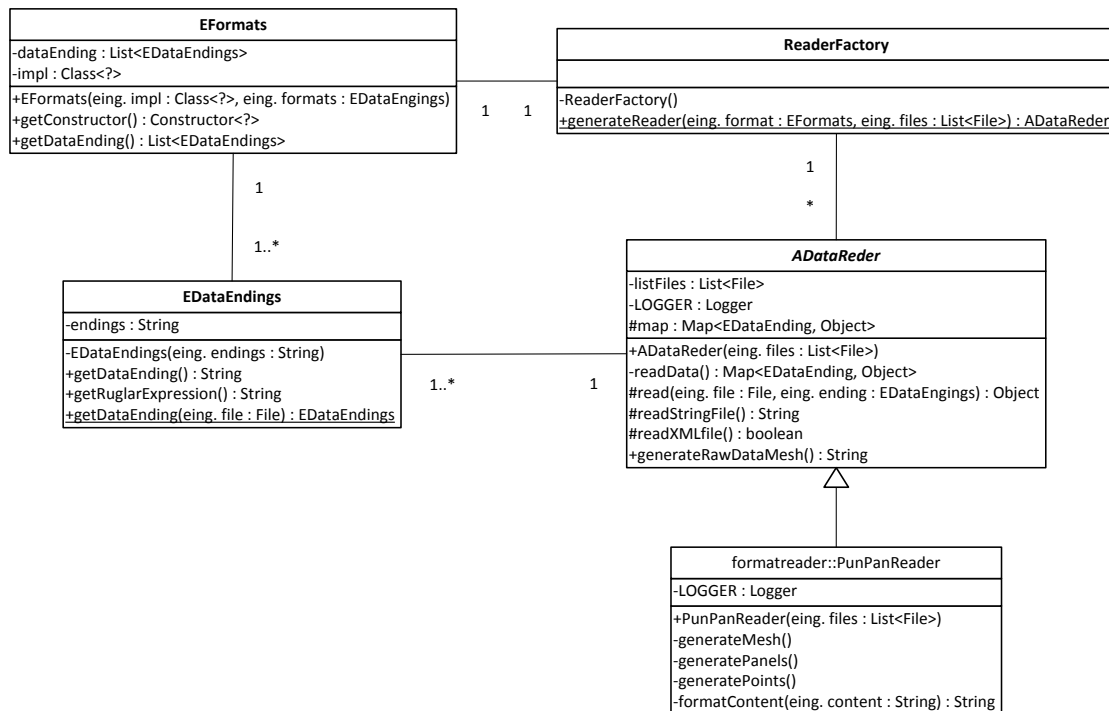 EFormats
-dataEnding : List<EDataEndings>
-impl : Class<?>
+EFormats(eing. impl : Class<?>, eing. formats : EDataEngings)
+getConstructor() : Constructor<?>
+getDataEnding() : List<EDataEndings>
ReaderFactory
-ReaderFactory()
+generateReader(eing. format : EFormats, eing. files : List<File>) : ADataReder
1
1
1
1..*
1
*
EDataEndings
-endings : String
-EDataEndings(eing. endings : String)
+getDataEnding() : String
+getRuglarExpression() : String
+getDataEnding(eing. file : File) : EDataEndings
1..*
1
ADataReder
-listFiles : List<File>
-LOGGER : Logger
#map : Map<EDataEnding, Object>
+ADataReder(eing. files : List<File>)
-readData() : Map<EDataEnding, Object>
#read(eing. file : File, eing. ending : EDataEngings) : Object
#readStringFile() : String
#readXMLfile() : boolean
+generateRawDataMesh() : String
formatreader::PunPanReader
-LOGGER : Logger
+PunPanReader(eing. files : List<File>)
-generateMesh()
-generatePanels()
-generatePoints()
-formatContent(eing. content : String) : String